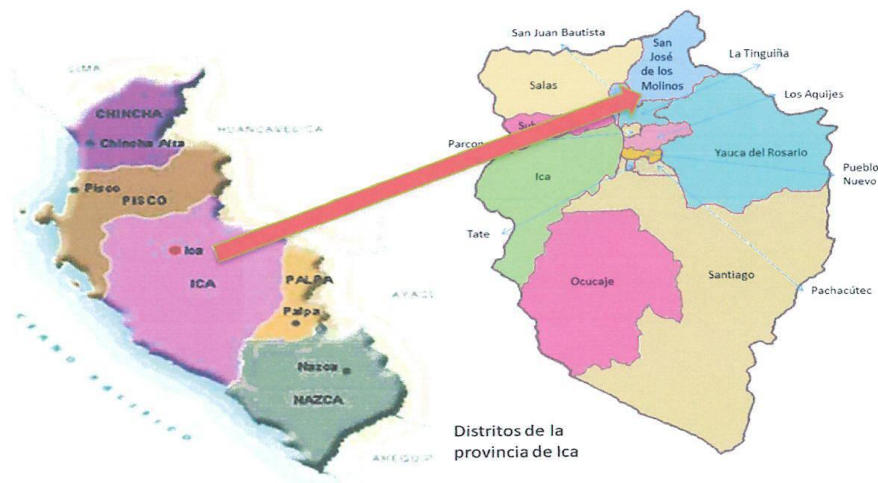 LIMA
CHINCHA
Chincha Alta
HUANCAVELICA
Pisco
PISCO
Ica
ICA
PALPA
Palpa
Nazca
NAZCA
San Juan Bautista
San José
de los
Molinos
La Tinguiña
Salas
Los Aquijes
Yauca del Rosario
Ica
Pueblo
Nuevo
Tate
Santiago
Ocucaje
Pachacútec
Distritos de la
provincia de Ica